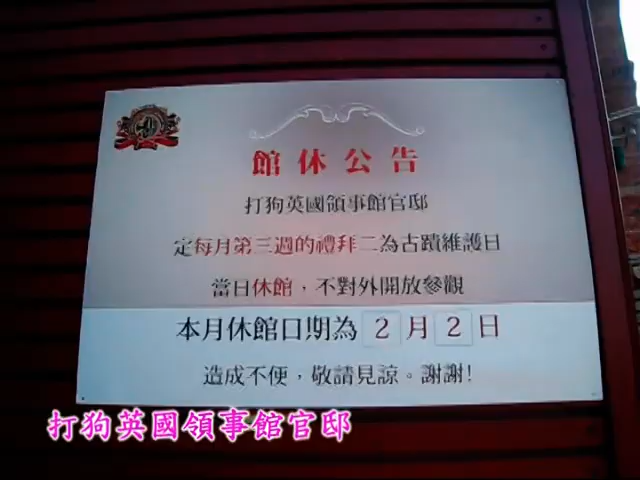 館休公告
打狗英國領事館官邸
定每月第三週的禮拜二為古蹟維護日
當日休館，不對外開放參觀
本月休館日期為 2 月 2 日
造成不便，敬請見諒。謝謝!
打狗英國領事館官邸